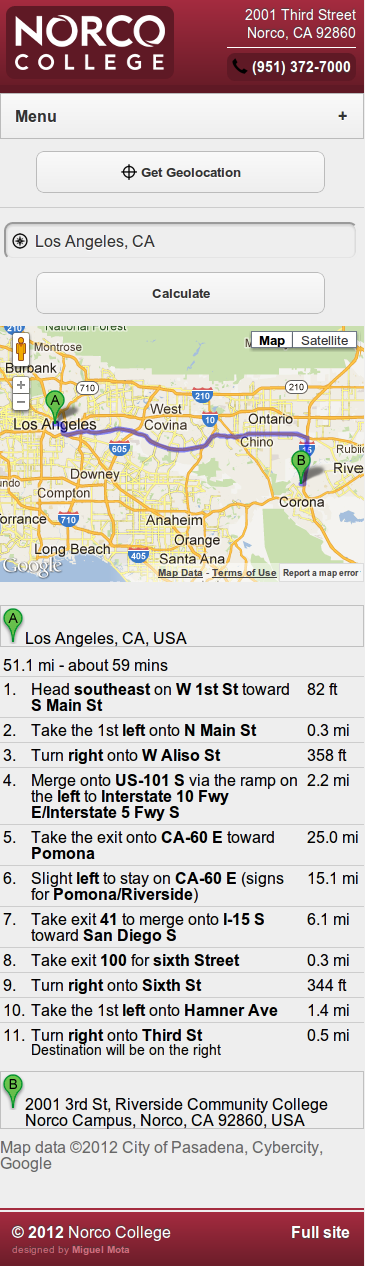 NORCO
COLLEGE
2001 Third Street
Norco, CA 92860
(951) 372-7000
Menu +
Get Geolocation
Los Angeles, CA
Calculate
210
National Forest
Montrose
Map Satellite
Burbank
A
710
210
210
Los Angeles
West
Covina
10
Ontario
15
605
Chino
B
Downey
Compton
Corona
710
Anaheim
Orange
Long Beach
405
Santa Ana
Google
Map Data - Terms of Use Report a map error
A
Los Angeles, CA, USA
51.1 mi - about 59 mins
1. Head southeast on W 1st St toward 82 ft
S Main St
2. Take the 1st left onto N Main St 0.3 mi
3. Turn right onto W Aliso St 358 ft
4. Merge onto US-101 S via the ramp on 2.2 mi
the left to Interstate 10 Fwy
E/Interstate 5 Fwy S
5. Take the exit onto CA-60 E toward 25.0 mi
Pomona
6. Slight left to stay on CA-60 E (signs 15.1 mi
for Pomona/Riverside)
7. Take exit 41 to merge onto I-15 S 6.1 mi
toward San Diego S
8. Take exit 100 for sixth Street 0.3 mi
9. Turn right onto Sixth St 344 ft
10. Take the 1st left onto Hamner Ave 1.4 mi
11. Turn right onto Third St 0.5 mi
Destination will be on the right
B
2001 3rd St, Riverside Community College
Norco Campus, Norco, CA 92860, USA
Map data ©2012 City of Pasadena, Cybercity,
Google
© 2012 Norco College Full site
designed by Miguel Mota